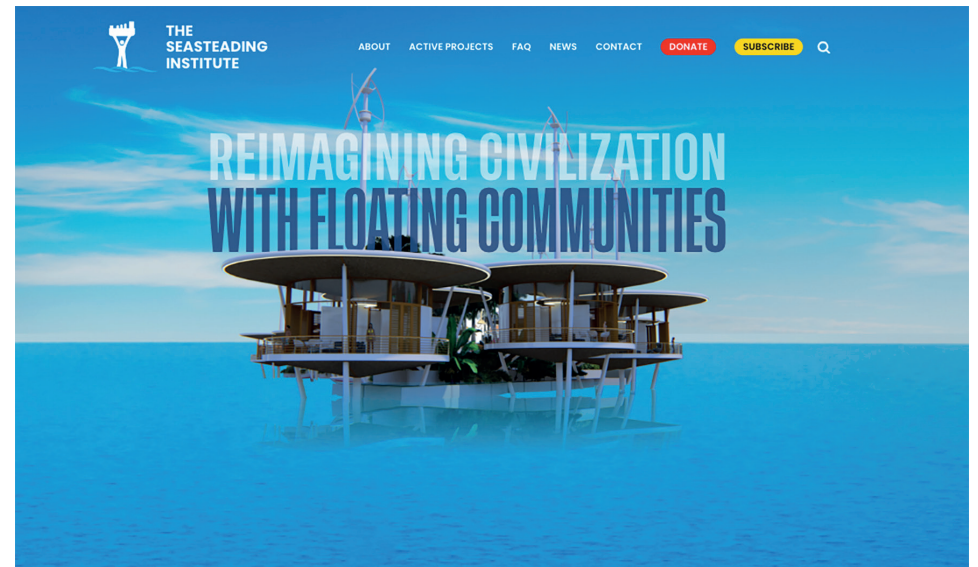 THE
SEASTEADING
INSTITUTE
ABOUT ACTIVE PROJECTS FAQ NEWS CONTACT DONATE SUBSCRIBE
REIMAGINING CIVILIZATION
WITH FLOATING COMMUNITIES